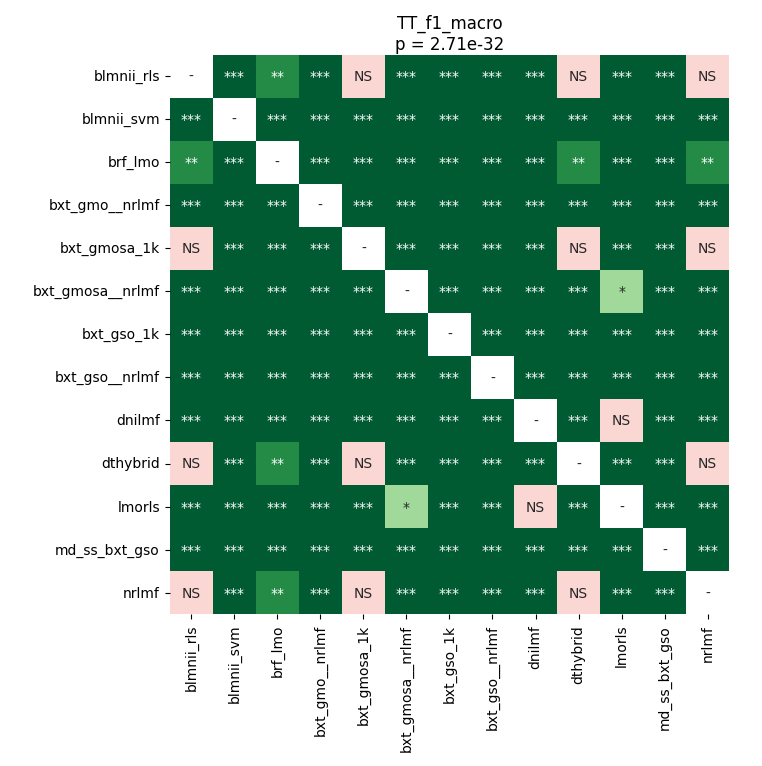 TT_f1_macro
p = 2.71e-32
blmnii_rls - *** ** *** NS *** *** *** *** NS *** *** NS
blmnii_svm *** - *** *** *** *** *** *** *** *** *** *** ***
brf_lmo ** *** - *** *** *** *** *** *** ** *** *** **
bxt_gmo__nrlmf *** *** *** - *** *** *** *** *** *** *** *** ***
bxt_gmosa_1k NS *** *** *** - *** *** *** *** NS *** *** NS
bxt_gmosa__nrlmf *** *** *** *** *** - *** *** *** *** * *** ***
bxt_gso_1k *** *** *** *** *** *** - *** *** *** *** *** ***
bxt_gso__nrlmf *** *** *** *** *** *** *** - *** *** *** *** ***
dnilmf *** *** *** *** *** *** *** *** - *** NS *** ***
dthybrid NS *** ** *** NS *** *** *** *** - *** *** NS
lmorls *** *** *** *** *** * *** *** NS *** - *** ***
md_ss_bxt_gso *** *** *** *** *** *** *** *** *** *** *** - ***
nrlmf NS *** ** *** NS *** *** *** *** NS *** *** -
blmnii_rls
blmnii_svm
brf_lmo
bxt_gmo__nrlmf
bxt_gmosa_1k
bxt_gmosa__nrlmf
bxt_gso_1k
bxt_gso__nrlmf
dnilmf
dthybrid
lmorls
md_ss_bxt_gso
nrlmf